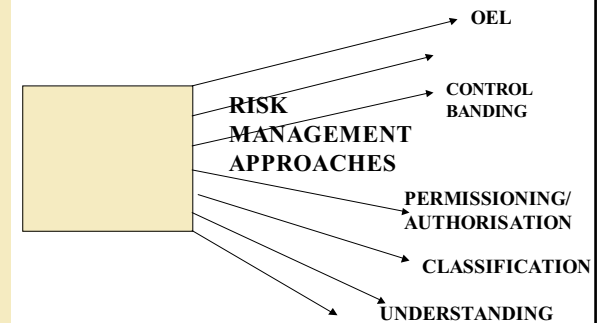 OEL
CONTROL
BANDING
RISK
MANAGEMENT
APPROACHES
PERMISSIONING/
AUTHORISATION
CLASSIFICATION
UNDERSTANDING